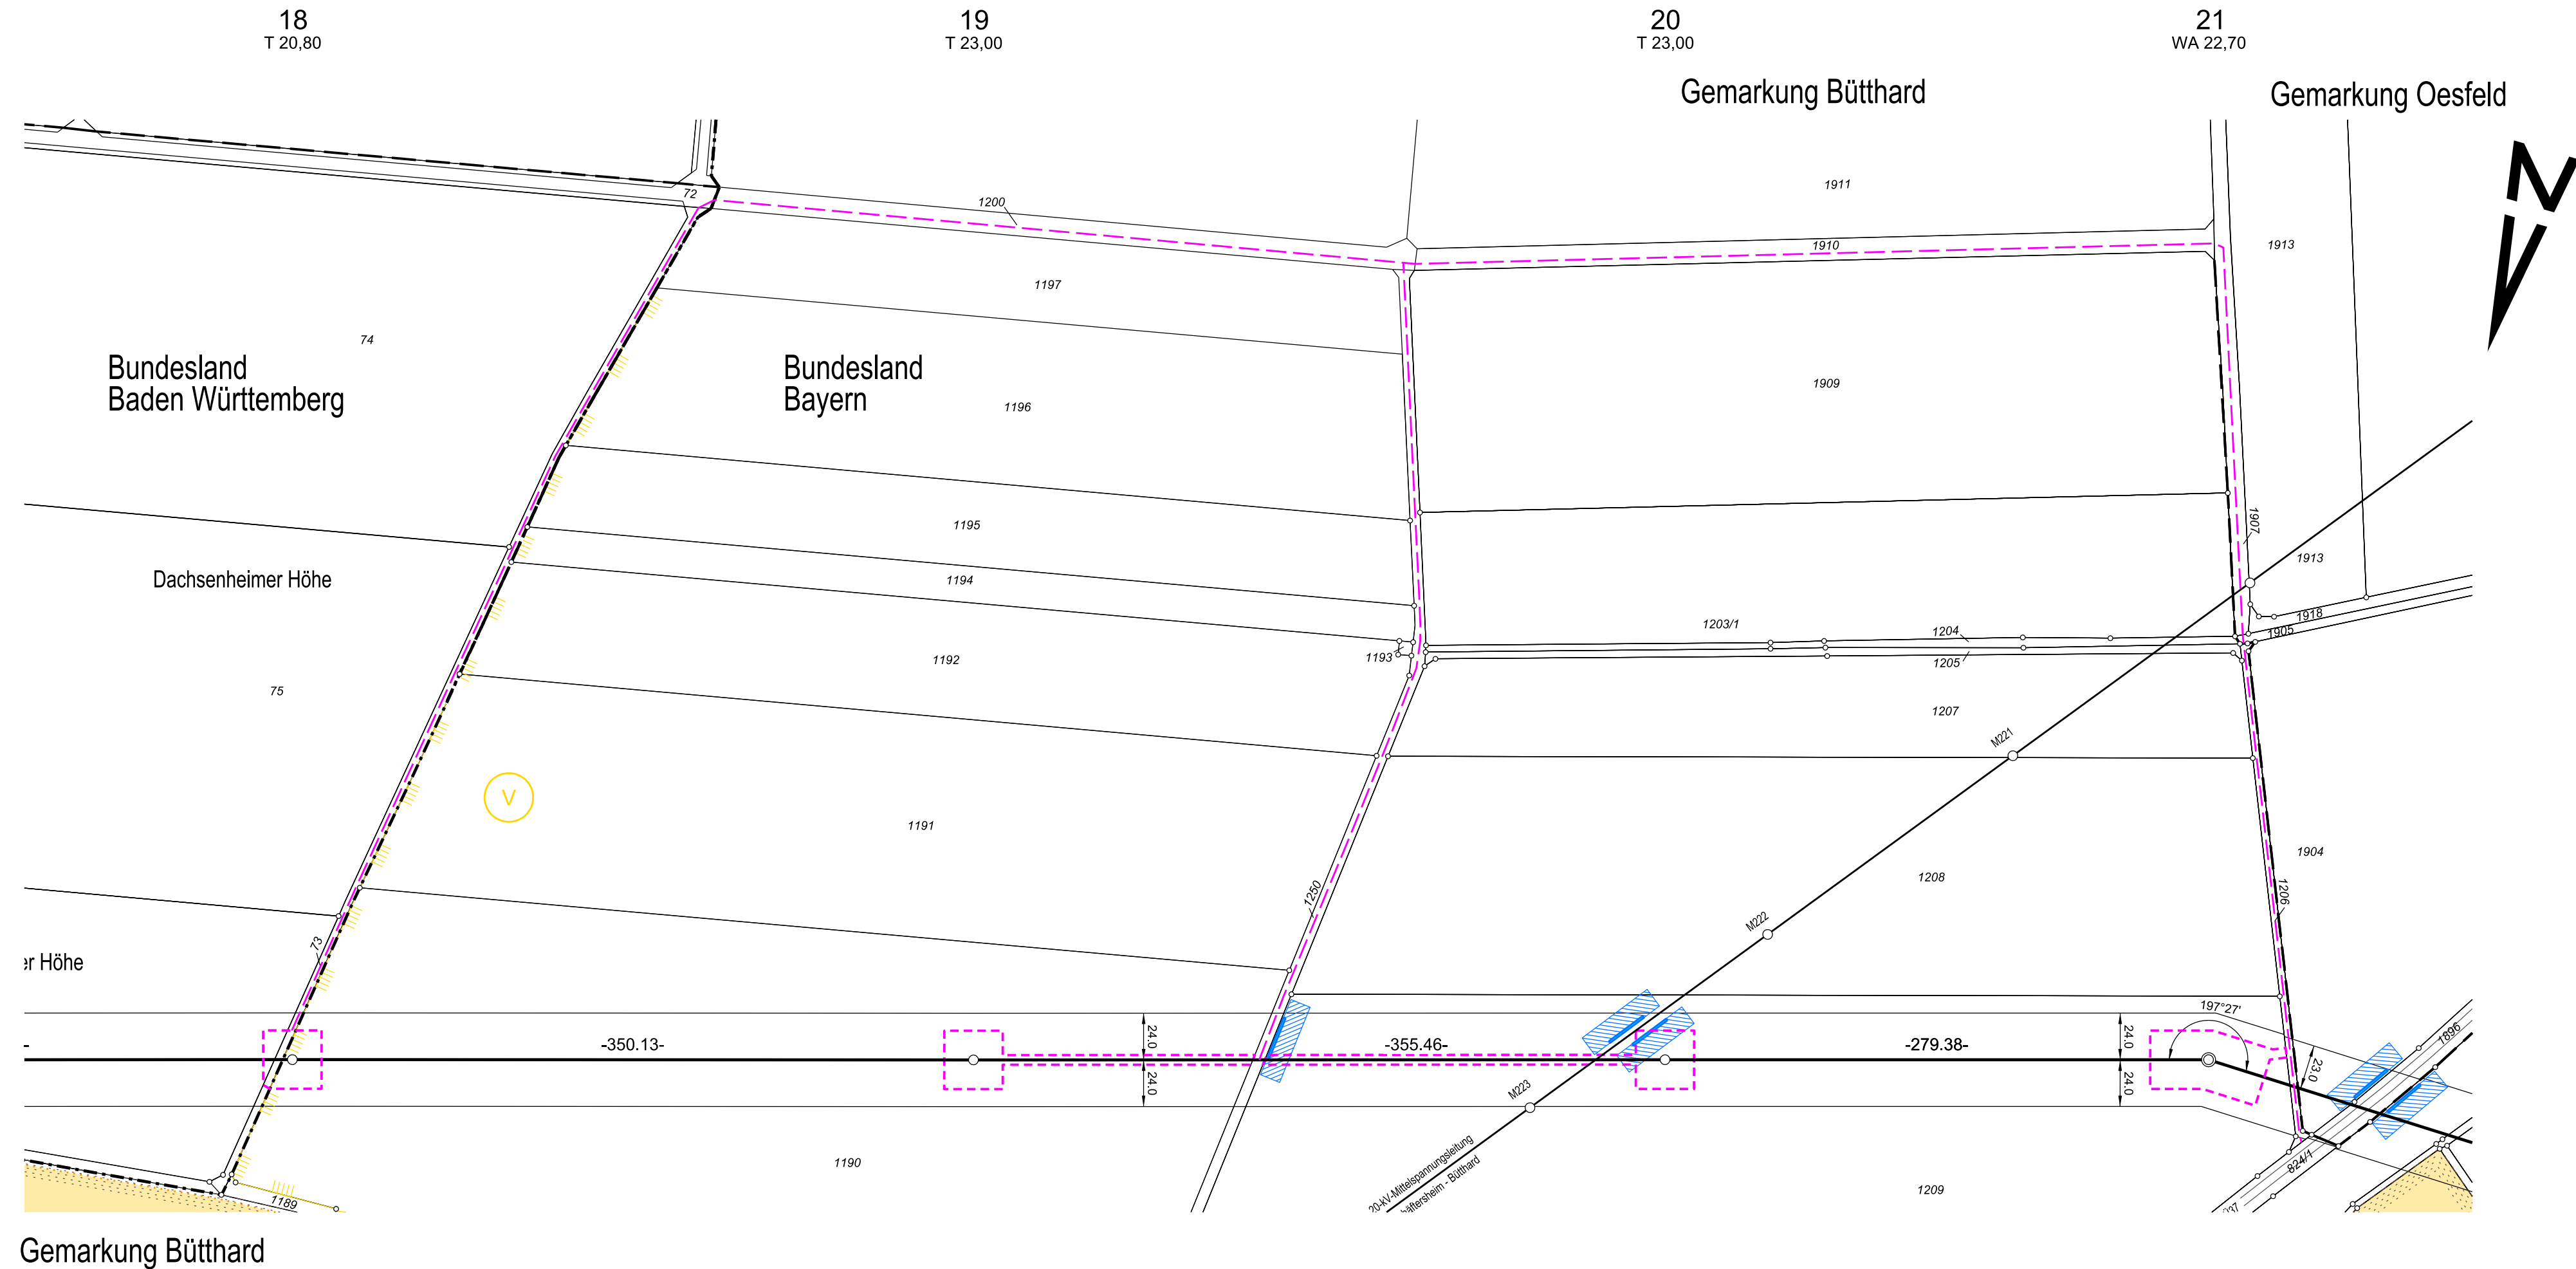 18
T 20,80
19
T 23,00
20
T 23,00
21
WA 22,70
Gemarkung Bütthard
Gemarkung Oesfeld
72
1200
1911
1910
1913
1197
74
Bundesland
Baden Württemberg
Bundesland
Bayern
1196
1909
1195
1907
1913
Dachsenheimer Höhe
1194
1203/1
1204
1918
1905
1193
1192
1205
75
1207
M221
V
1191
1904
1208
1250
1206
M222
73
er Höhe
197°27'
24.0
24.0
-350.13-
-355.46-
-279.38-
1896
23.0
24.0
24.0
M223
20-kV-Mittelspannungsleitung
häftersheim - Bütthard
1190
824/1
1209
1189
Gemarkung Bütthard